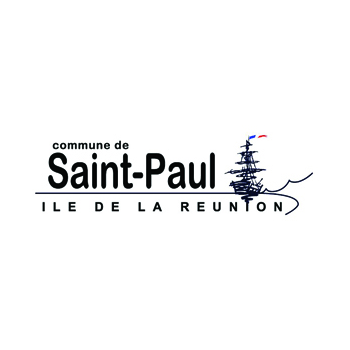 commune de
Saint-Paul
ILE DE LA REUNION